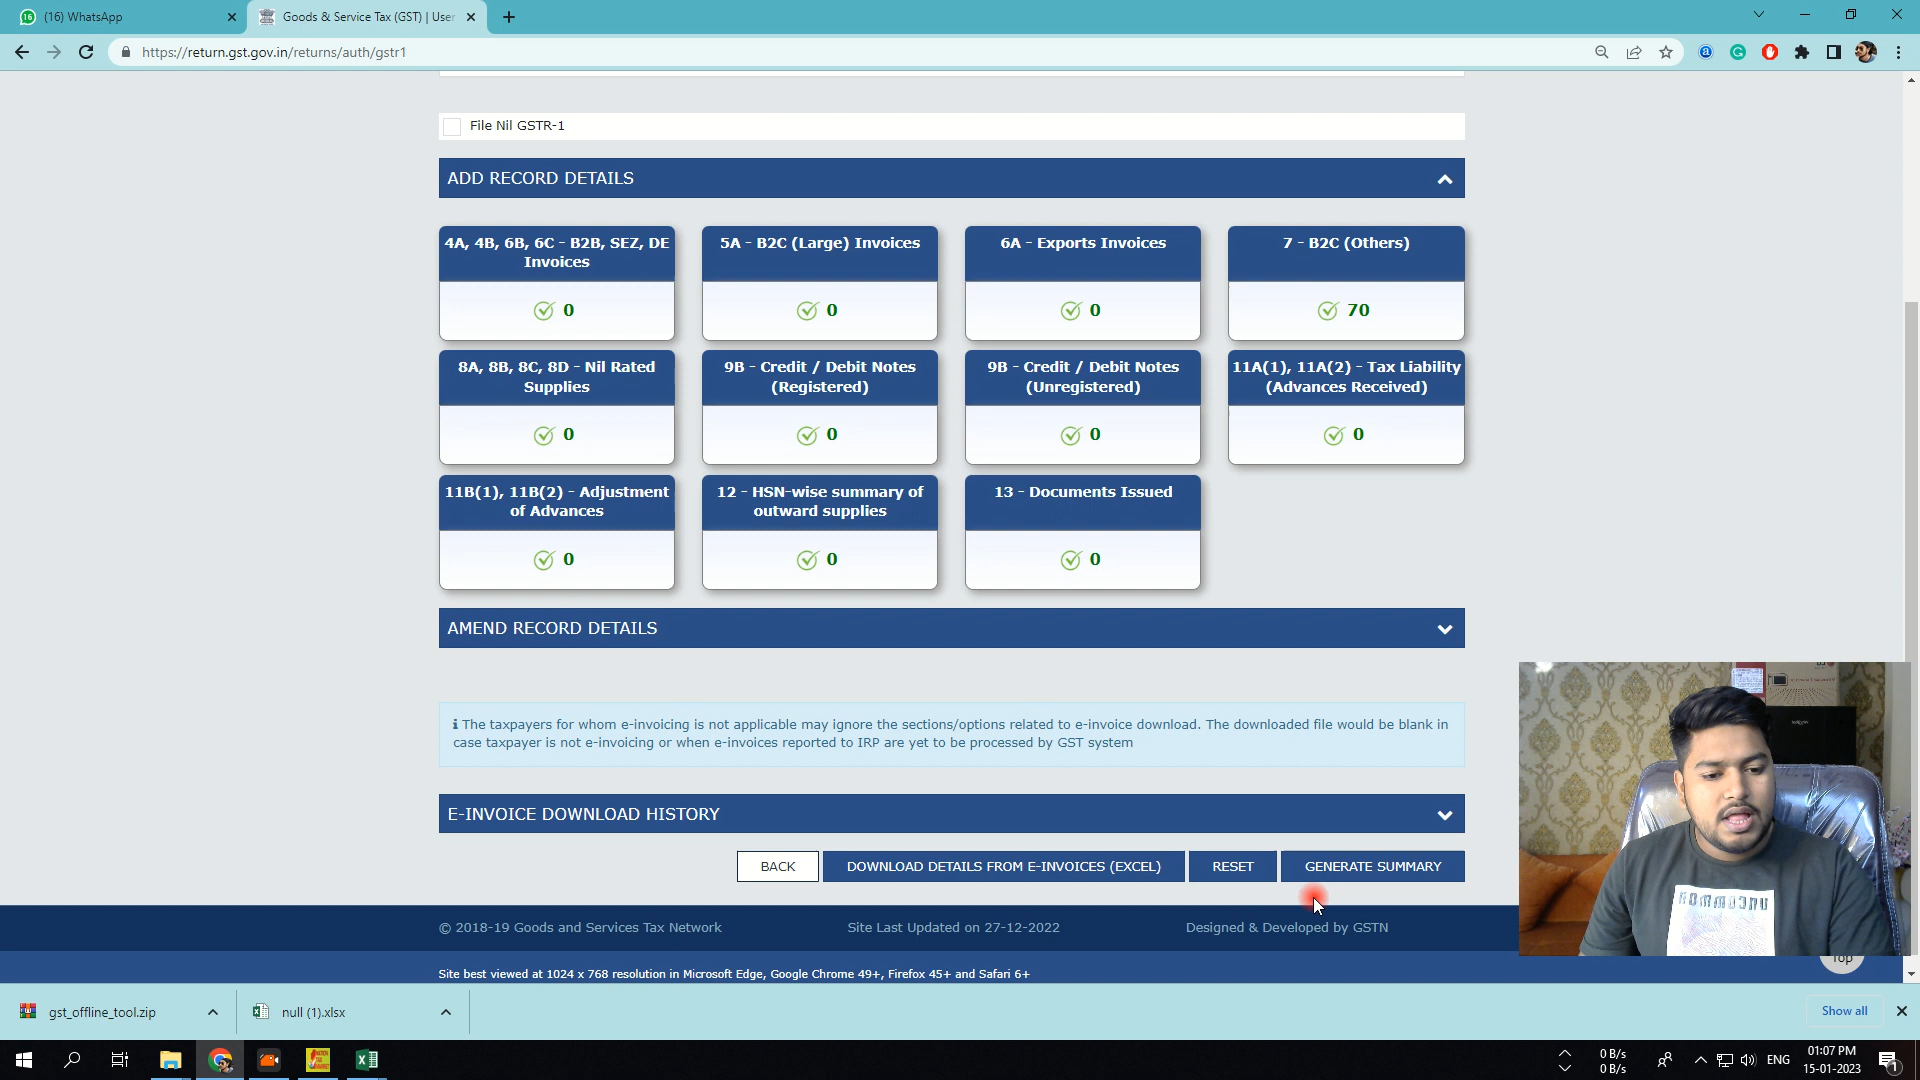 (16) WhatsApp
Goods & Service Tax (GST) | User
https://return.gst.gov.in/returns/auth/gstr1
File Nil GSTR-1
ADD RECORD DETAILS
4A, 4B, 6B, 6C - B2B, SEZ, DE
Invoices
0
5A - B2C (Large) Invoices
0
6A - Exports Invoices
0
7 - B2C (Others)
70
8A, 8B, 8C, 8D - Nil Rated
Supplies
0
9B - Credit / Debit Notes
(Registered)
0
9B - Credit / Debit Notes
(Unregistered)
0
11A(1), 11A(2) - Tax Liability
(Advances Received)
0
11B(1), 11B(2) - Adjustment
of Advances
0
12 - HSN-wise summary of
outward supplies
0
13 - Documents Issued
0
AMEND RECORD DETAILS
The taxpayers for whom e-invoicing is not applicable may ignore the sections/options related to e-invoice download. The downloaded file would be blank in
case taxpayer is not e-invoicing or when e-invoices reported to IRP are yet to be processed by GST system
E-INVOICE DOWNLOAD HISTORY
BACK
DOWNLOAD DETAILS FROM E-INVOICES (EXCEL)
RESET
GENERATE SUMMARY
© 2018-19 Goods and Services Tax Network
Site Last Updated on 27-12-2022
Designed & Developed by GSTN
UNCOMMON
Top
Site best viewed at 1024 x 768 resolution in Microsoft Edge, Google Chrome 49+, Firefox 45+ and Safari 6+
gst_offline_tool.zip
null (1).xlsx
Show all
0 B/s
0 B/s
ENG
01:07 PM
15-01-2023
1